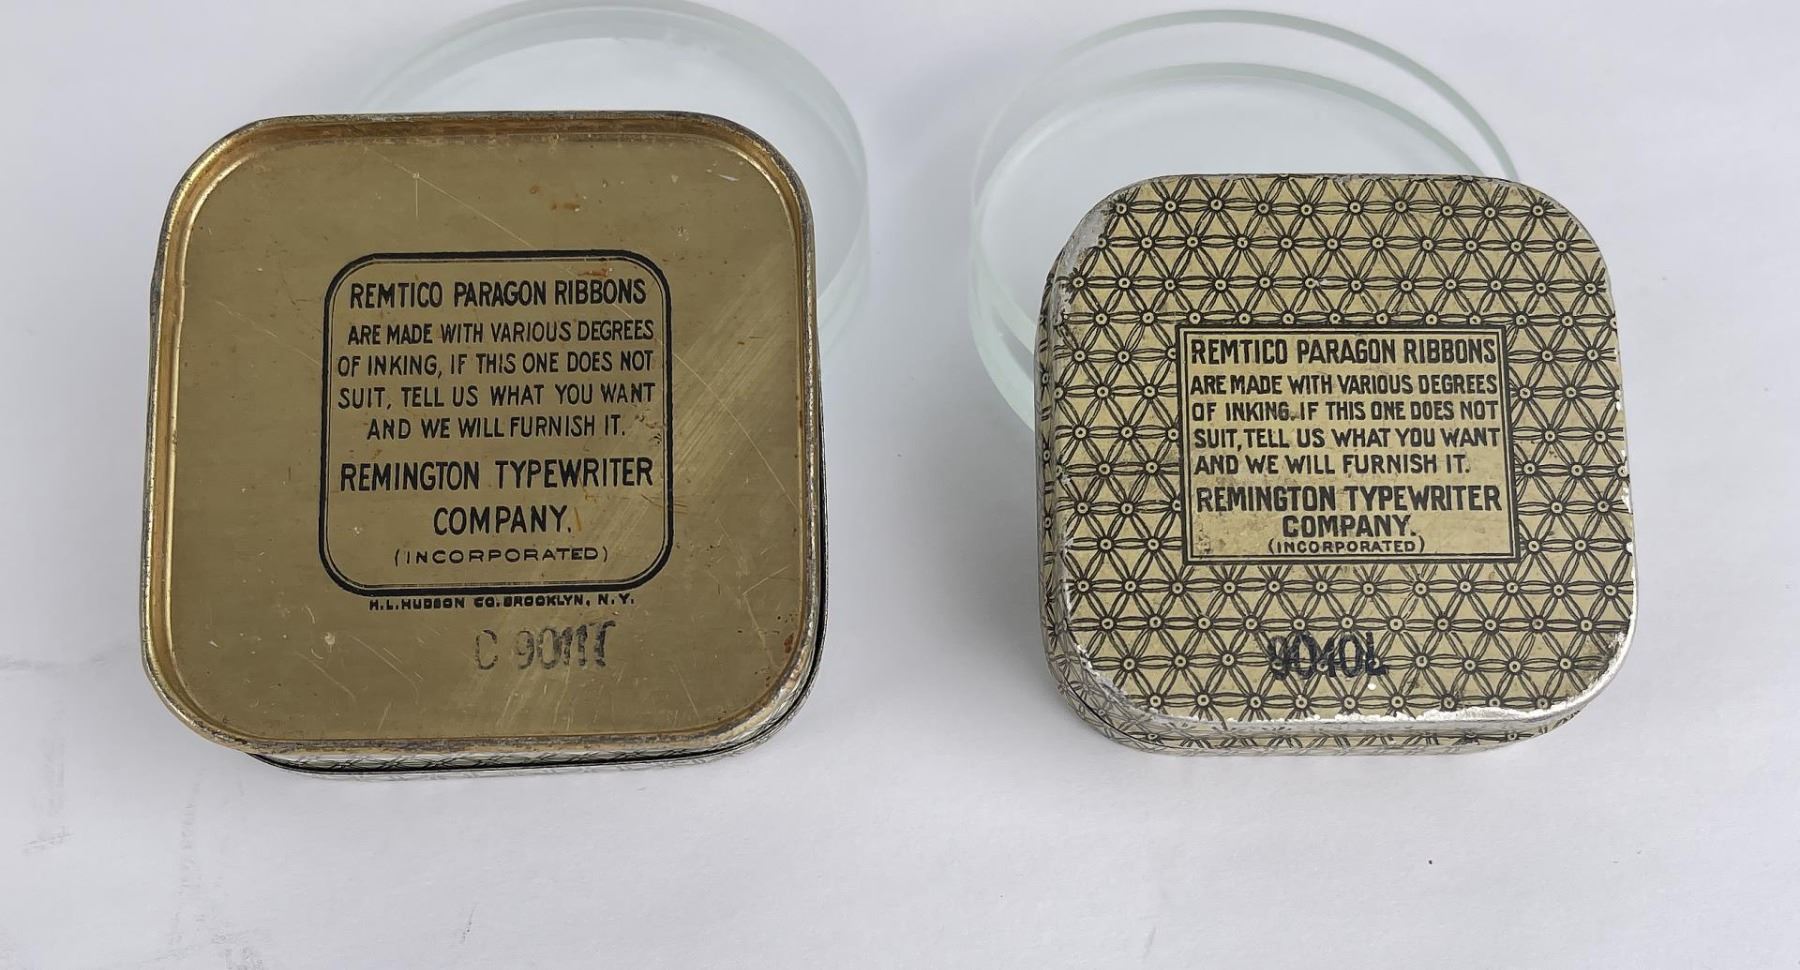 REMTICO PARAGON RIBBONS
ARE MADE WITH VARIOUS DEGREES
OF INKING, IF THIS ONE DOES NOT
SUIT, TELL US WHAT YOU WANT
AND WE WILL FURNISH IT.
REMINGTON TYPEWRITER
COMPANY.
(INCORPORATED)
H.L. HUDSON CO. BROOKLYN, N.Y.
C 9011T
REMTICO PARAGON RIBBONS
ARE MADE WITH VARIOUS DEGREES
OF INKING. IF THIS ONE DOES NOT
SUIT, TELL US WHAT YOU WANT
AND WE WILL FURNISH IT.
REMINGTON TYPEWRITER
COMPANY.
(INCORPORATED)
9040L